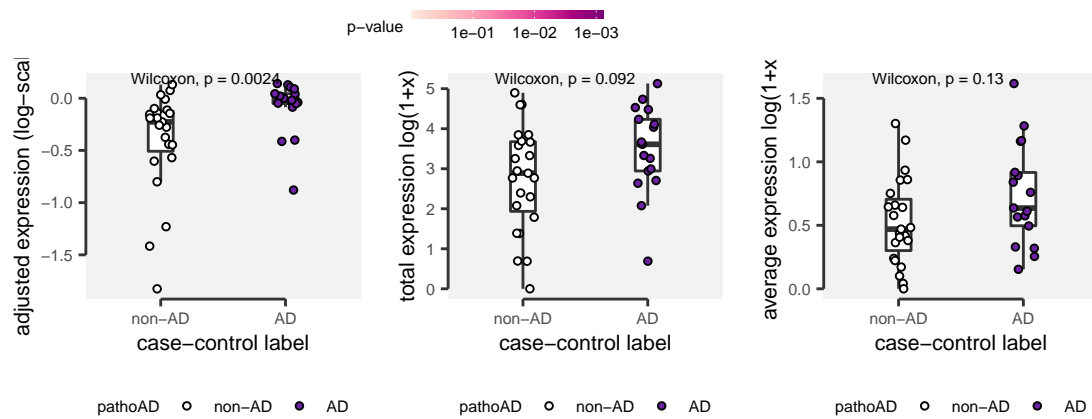 p-value 1e-01 1e-02 1e-03
adjusted expression (log-scal
0.0
-0.5
-1.0
-1.5
Wilcoxon, p = 0.0024
non-AD AD
case-control label
pathoAD non-AD AD
total expression log(1+x)
5
4
3
2
1
0
Wilcoxon, p = 0.092
non-AD AD
case-control label
pathoAD non-AD AD
average expression log(1+x
1.5
1.0
0.5
0.0
Wilcoxon, p = 0.13
non-AD AD
case-control label
pathoAD non-AD AD